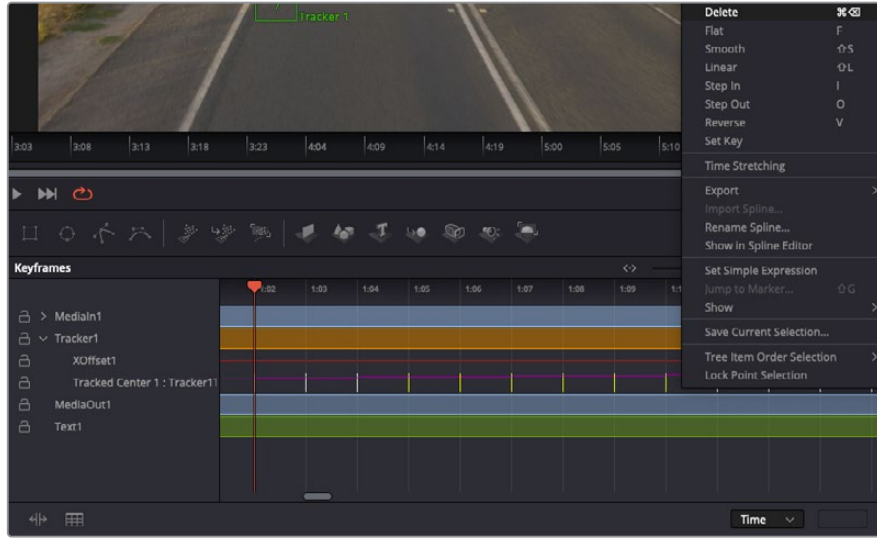 Tracker 1
Delete ⌘⌫
Flat F
Smooth ⇧S
Linear ⇧L
Step In I
Step Out O
Reverse V
Set Key
Time Stretching
Export
Import Spline...
Rename Spline...
Show in Spline Editor
Set Simple Expression
Jump to Marker... ⇧G
Show
Save Current Selection...
Tree Item Order Selection
Lock Point Selection
3:03 3:08 3:13 3:18 3:23 4:04 4:09 4:14 4:19 5:00 5:05 5:10
Keyframes
1:02 1:03 1:04 1:05 1:06 1:07 1:08 1:09
MediaIn1
Tracker1
XOffset1
Tracked Center 1 : Tracker1
MediaOut1
Text1
Time